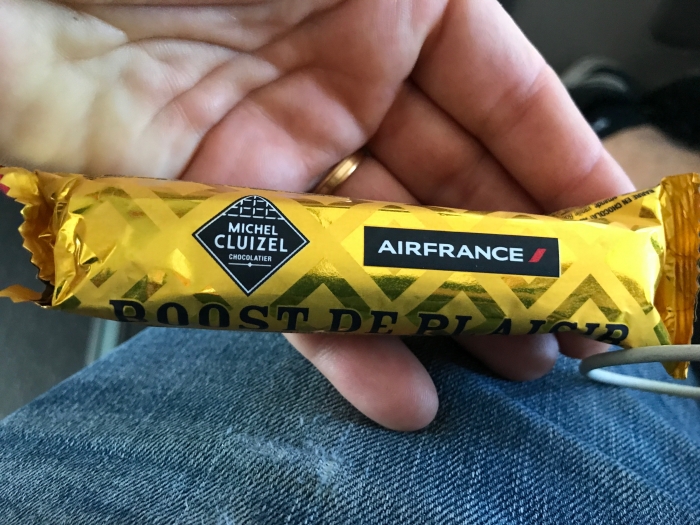 MICHEL
CLUIZEL
CHOCOLATIER
AIRFRANCE
BOOST DE PLAISIR